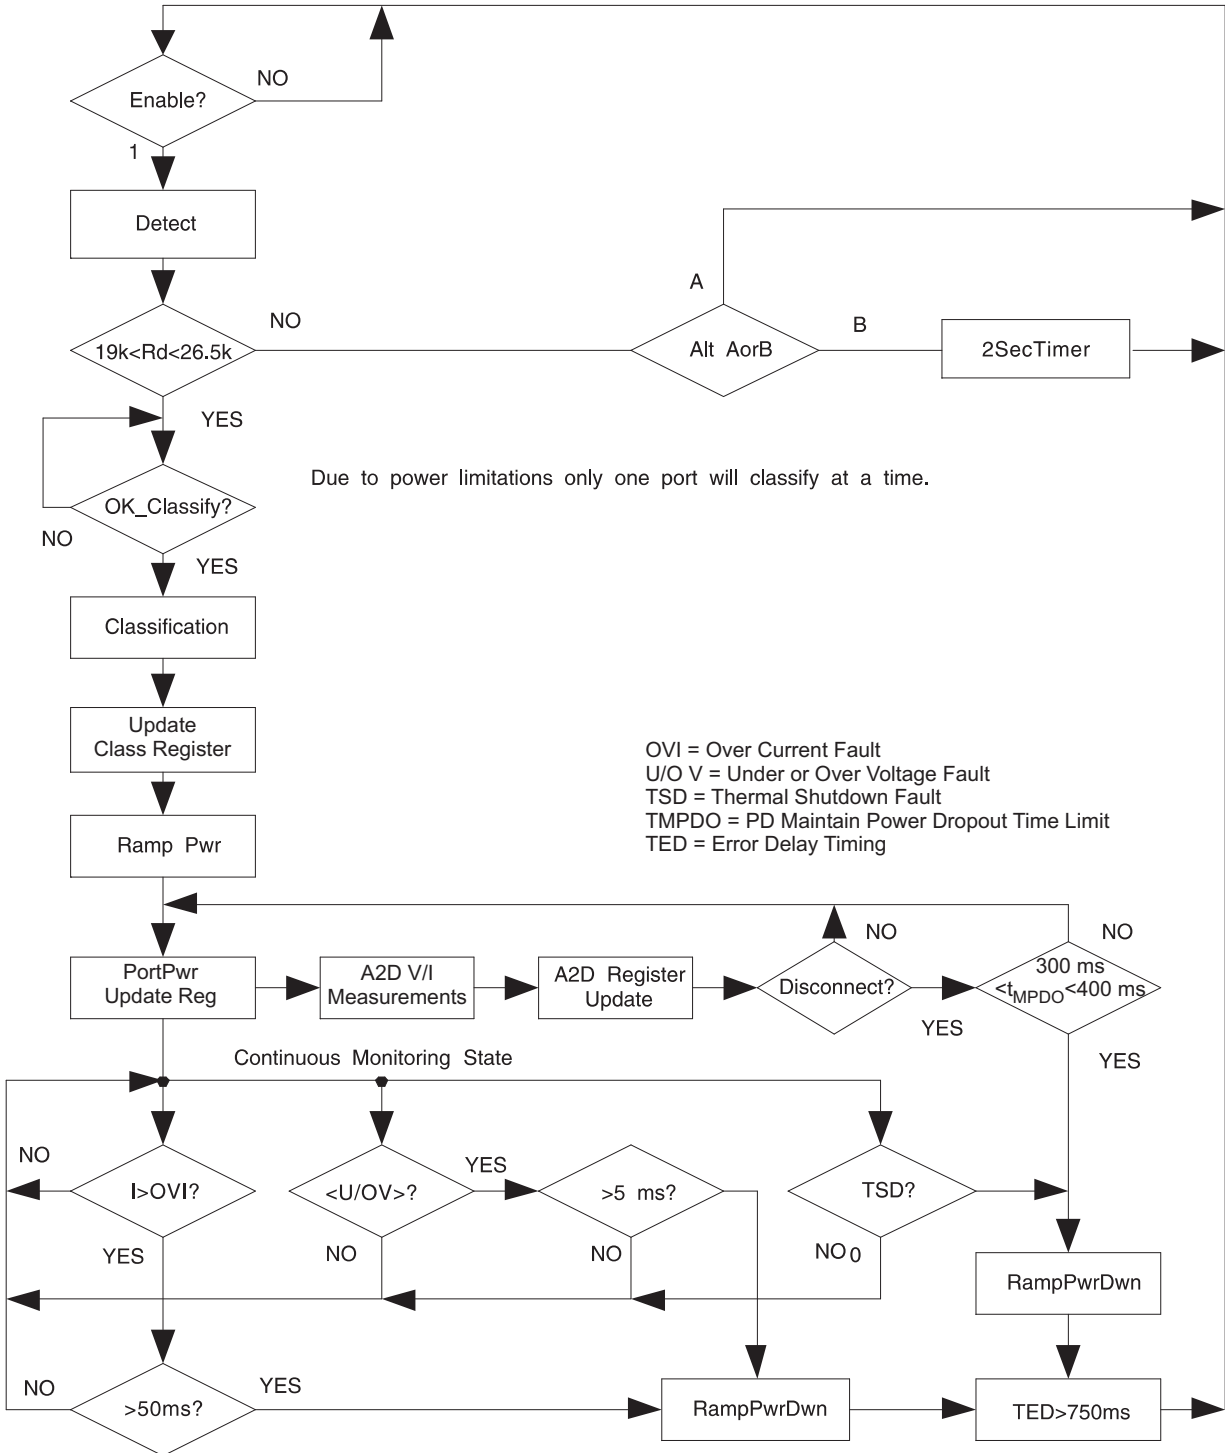 NO
Enable?
1
Detect
A
NO
B
19k<Rd<26.5k
Alt AorB
2SecTimer
YES
Due to power limitations only one port will classify at a time.
OK_Classify?
NO
YES
Classification
Update
Class Register
OVI = Over Current Fault
U/O V = Under or Over Voltage Fault
TSD = Thermal Shutdown Fault
TMPDO = PD Maintain Power Dropout Time Limit
TED = Error Delay Timing
Ramp Pwr
NO
NO
PortPwr
Update Reg
A2D V/I
Measurements
A2D Register
Update
Disconnect?
300 ms
<tMPDO<400 ms
YES
YES
Continuous Monitoring State
NO
I>OVI?
<U/OV>?
YES
>5 ms?
TSD?
YES
NO
NO
NO0
RampPwrDwn
NO
>50ms?
YES
RampPwrDwn
TED>750ms